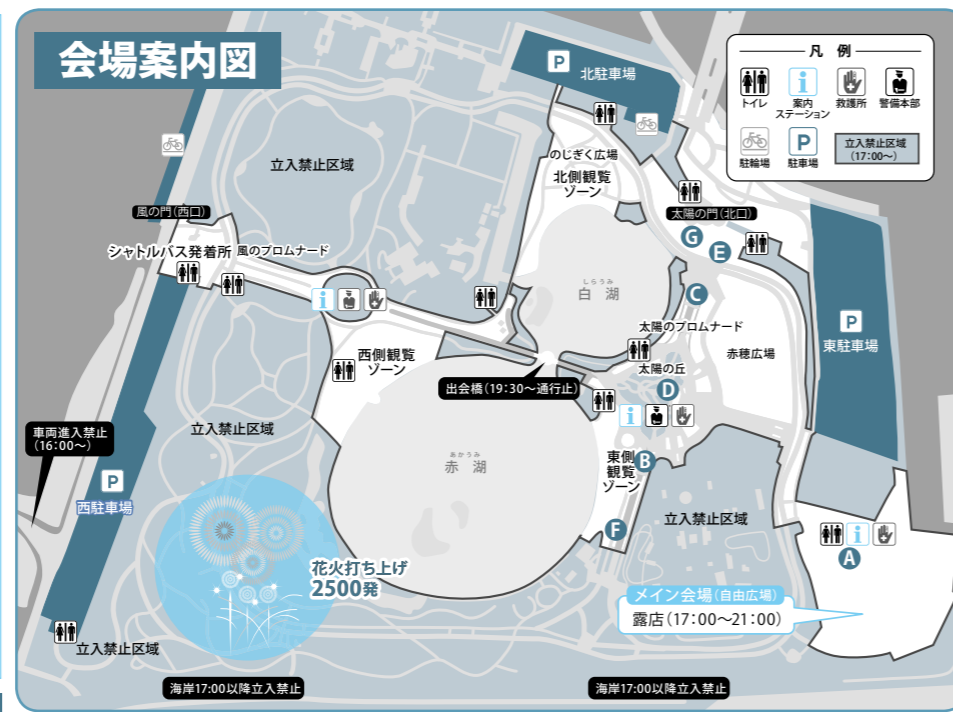 会場案内図
P
北駐車場
凡 例
トイレ
i
案内
ステーション
救護所
警備本部
駐輪場
P
駐車場
立入禁止区域
(17:00~)
立入禁止区域
のじぎく広場
北側観覧
ゾーン
風の門(西口)
太陽の門(北口)
G
E
シャトルバス発着所
風のプロムナード
i
しらうみ
白 湖
C
太陽のプロムナード
P
東駐車場
赤穂広場
西側観覧
ゾーン
出会橋(19:30~通行止)
太陽の丘
D
i
車両進入禁止
(16:00~)
立入禁止区域
あかうみ
赤 湖
東側
観覧
ゾーン
B
P
西駐車場
F
立入禁止区域
i
A
花火打ち上げ
2500発
メイン会場(自由広場)
露店(17:00~21:00)
立入禁止区域
海岸17:00以降立入禁止
海岸17:00以降立入禁止